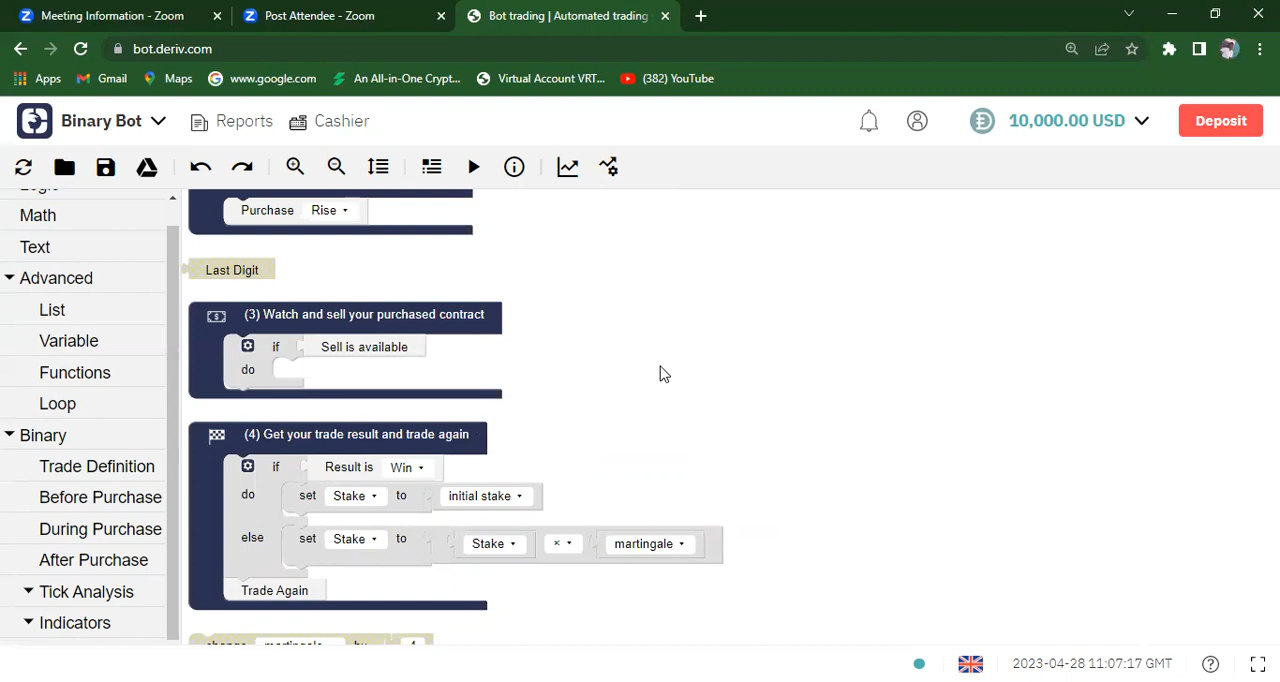 Meeting Information - Zoom
Post Attendee - Zoom
Bot trading | Automated trading
bot.deriv.com
Apps
Gmail
Maps
www.google.com
An All-in-One Crypt...
Virtual Account VRT...
(382) YouTube
Binary Bot
Reports
Cashier
10,000.00 USD
Deposit
Math
Text
Advanced
List
Variable
Functions
Loop
Binary
Trade Definition
Before Purchase
During Purchase
After Purchase
Tick Analysis
Indicators
Purchase Rise
Last Digit
(3) Watch and sell your purchased contract
if Sell is available
do
(4) Get your trade result and trade again
if Result is Win
do set Stake to initial stake
else set Stake to Stake × martingale
Trade Again
2023-04-28 11:07:17 GMT